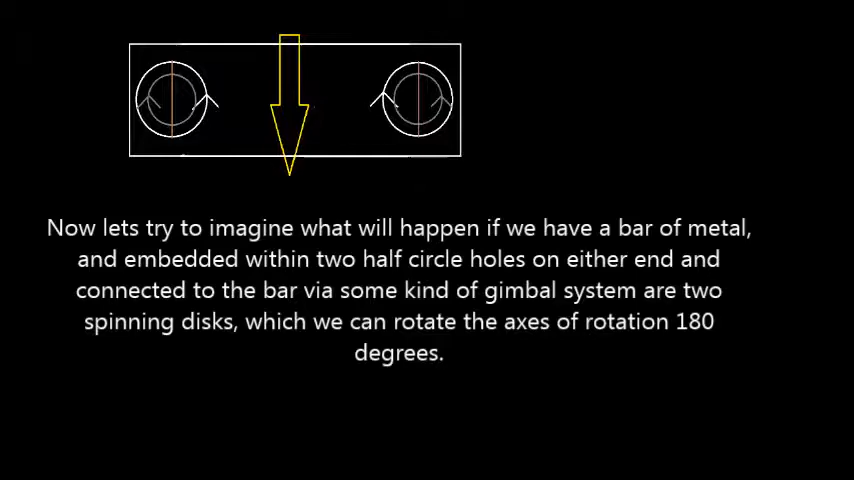 Now lets try to imagine what will happen if we have a bar of metal,
and embedded within two half circle holes on either end and
connected to the bar via some kind of gimbal system are two
spinning disks, which we can rotate the axes of rotation 180
degrees.